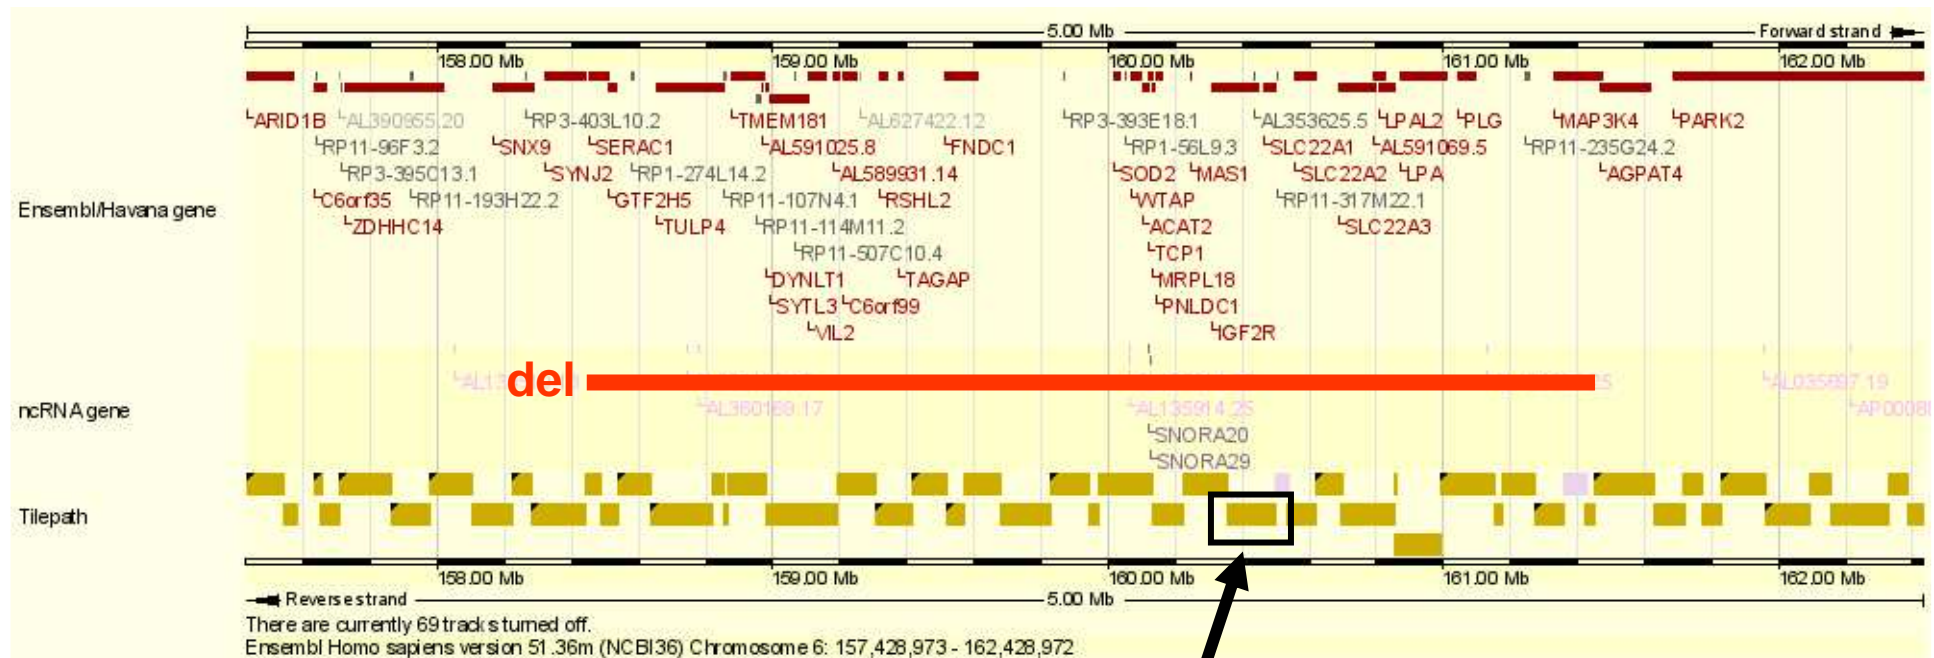 5.00 Mb Forward strand
158.00 Mb 159.00 Mb 160.00 Mb 161.00 Mb 162.00 Mb
ARID1B AL390955.20 RP3-403L10.2 TMEM181 AL627422.12 RP3-393E18.1 AL353625.5 LPAL2 PLG MAP3K4 PARK2
RP11-96F3.2 SNX9 SERAC1 AL591025.8 FNDC1 RP1-56L9.3 SLC22A1 AL591069.5 RP11-235G24.2
RP3-395C13.1 SYNJ2 RP1-274L14.2 AL589931.14 SOD2 MAS1 SLC22A2 LPA AGPAT4
Ensembl/Havana gene
C6orf35 RP11-193H22.2 GTF2H5 RP11-107N4.1 RSHL2 WTAP RP11-317M22.1
ZDHHC14 TULP4 RP11-114M11.2 ACAT2 SLC22A3
RP11-507C10.4 TCP1
DYNLT1 TAGAP MRPL18
SYTL3 C6orf99 PNLDC1
VIL2 IGF2R
del AL035697.19
ncRNA gene
AL360169.17 AL135914.25
SNORA20
SNORA29
Tilepath
158.00 Mb 159.00 Mb 160.00 Mb 161.00 Mb 162.00 Mb
Reverse strand 5.00 Mb
There are currently 69 tracks turned off.
Ensembl Homo sapiens version 51.36m (NCBI36) Chromosome 6: 157,428,973 - 162,428,972